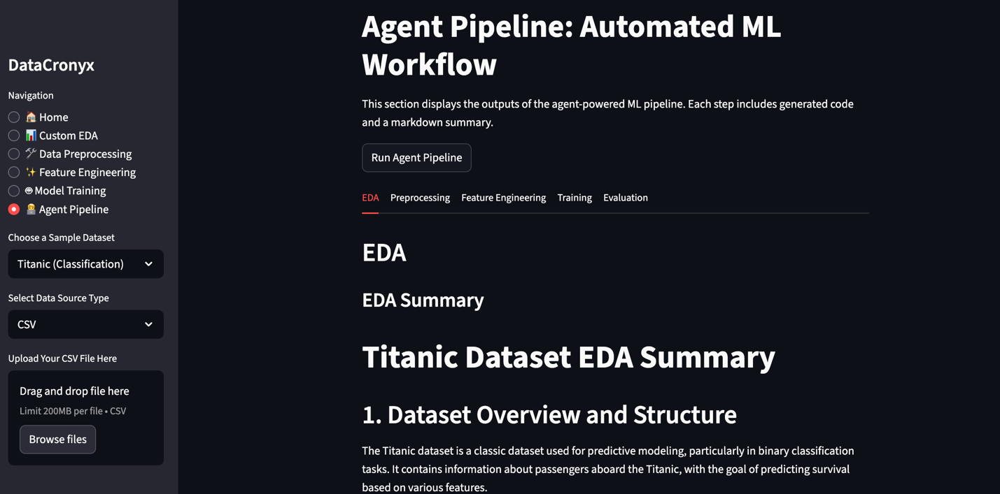 DataCronyx
Navigation
🏠 Home
📊 Custom EDA
🛠 Data Preprocessing
✨ Feature Engineering
Model Training
Agent Pipeline
Choose a Sample Dataset
Titanic (Classification)
Select Data Source Type
CSV
Upload Your CSV File Here
Drag and drop file here
Limit 200MB per file • CSV
Browse files
Agent Pipeline: Automated ML
Workflow
This section displays the outputs of the agent-powered ML pipeline. Each step includes generated code
and a markdown summary.
Run Agent Pipeline
EDA Preprocessing Feature Engineering Training Evaluation
EDA
EDA Summary
Titanic Dataset EDA Summary
1. Dataset Overview and Structure
The Titanic dataset is a classic dataset used for predictive modeling, particularly in binary classification
tasks. It contains information about passengers aboard the Titanic, with the goal of predicting survival
based on various features.